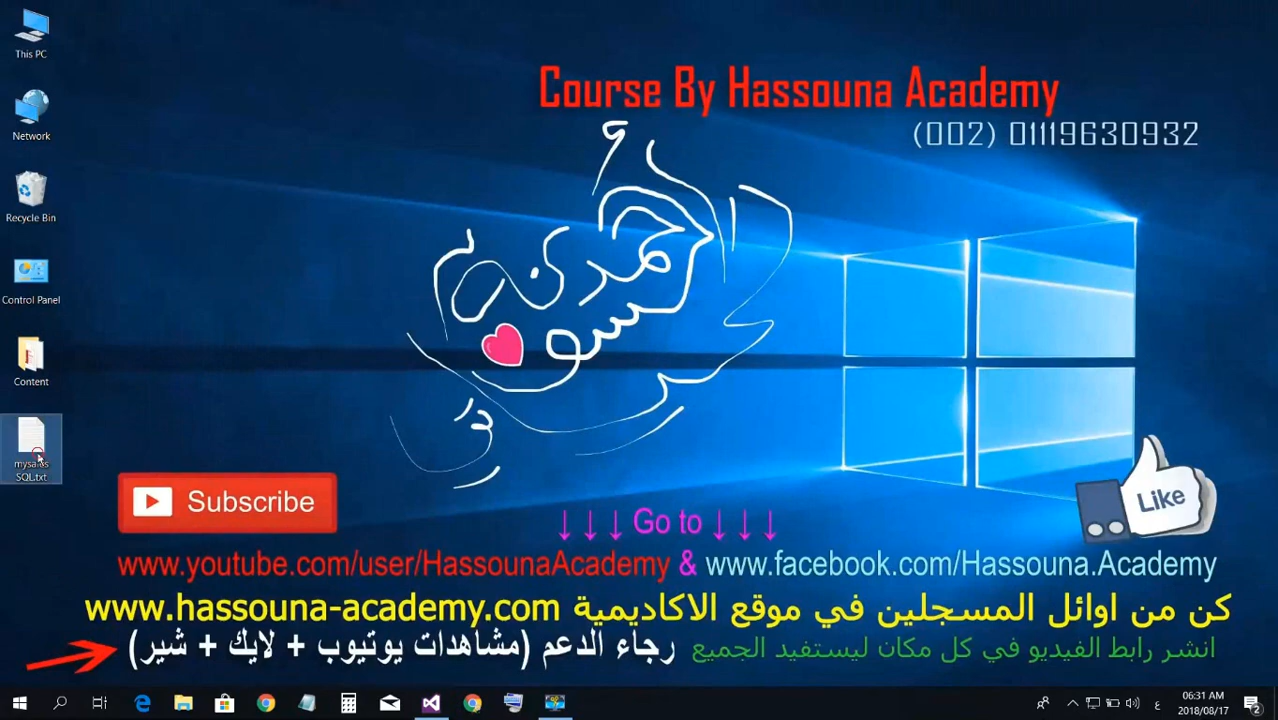 This PC
Network
Recycle Bin
Control Panel
Content
mysales
SQL.txt
Course By Hassouna Academy
(002) 01119630932
Subscribe
Like
↓↓↓ Go to ↓↓↓
www.youtube.com/user/HassounaAcademy & www.facebook.com/Hassouna.Academy
كن من اوائل المسجلين في موقع الاكاديمية www.hassouna-academy.com
انشر رابط الفيديو في كل مكان ليستفيد الجميع
رجاء الدعم (مشاهدات يوتيوب + لايك + شير)
ع
06:31 AM
2018/08/17
2